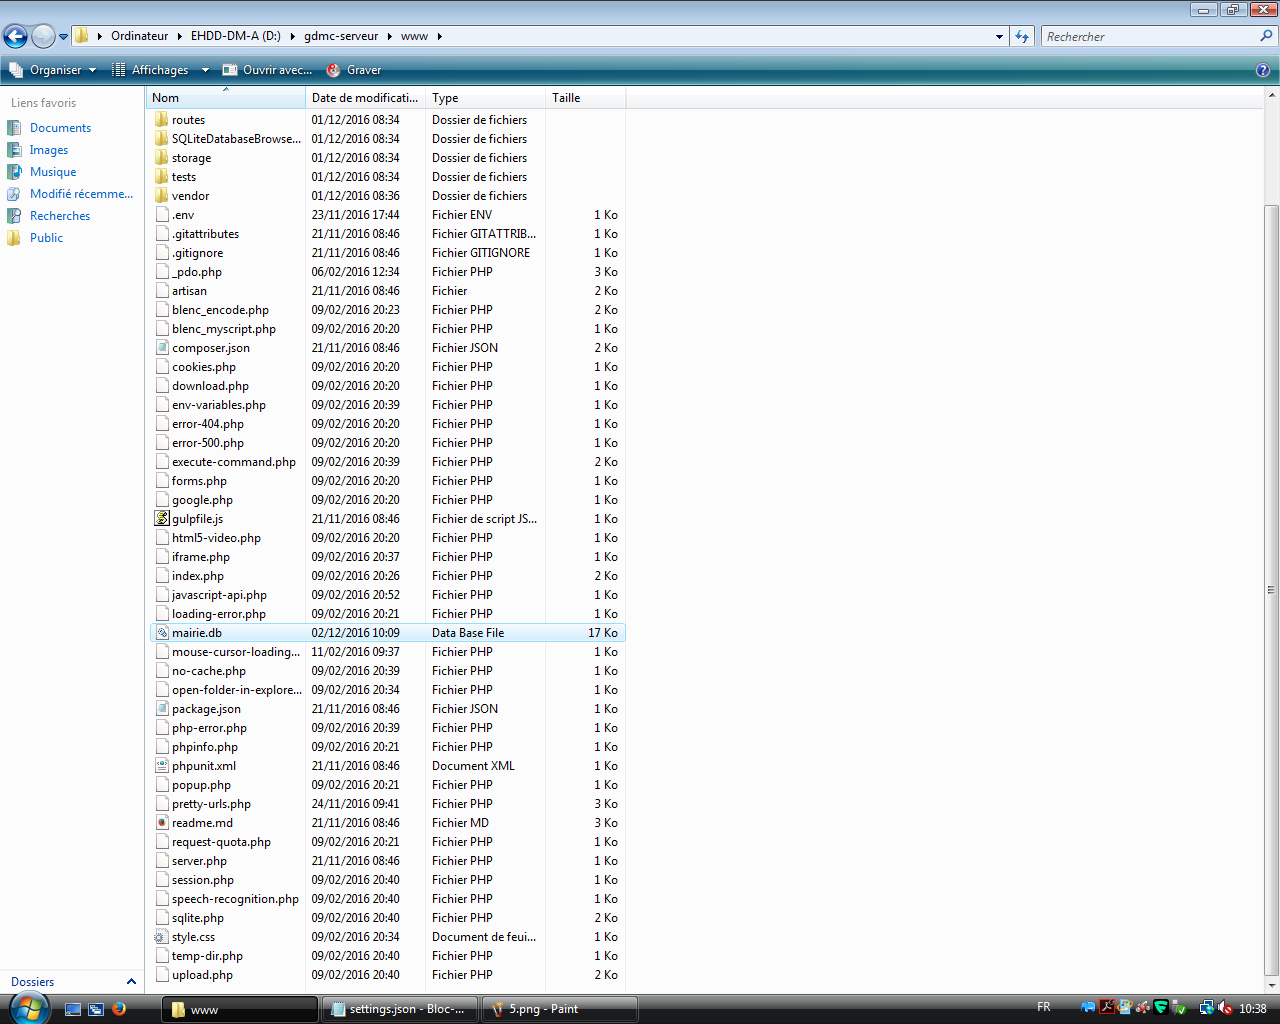 Ordinateur EHDD-DM-A (D:) gdmc-serveur www Rechercher
Organiser Affichages Ouvrir avec... Graver
Liens favoris
Documents
Images
Musique
Modifié récemme...
Recherches
Public
Nom Date de modificati... Type Taille
routes 01/12/2016 08:34 Dossier de fichiers
SQLiteDatabaseBrowse... 01/12/2016 08:34 Dossier de fichiers
storage 01/12/2016 08:34 Dossier de fichiers
tests 01/12/2016 08:34 Dossier de fichiers
vendor 01/12/2016 08:36 Dossier de fichiers
.env 23/11/2016 17:44 Fichier ENV 1 Ko
.gitattributes 21/11/2016 08:46 Fichier GITATTRIB... 1 Ko
.gitignore 21/11/2016 08:46 Fichier GITIGNORE 1 Ko
_pdo.php 06/02/2016 12:34 Fichier PHP 3 Ko
artisan 21/11/2016 08:46 Fichier 2 Ko
blenc_encode.php 09/02/2016 20:23 Fichier PHP 2 Ko
blenc_myscript.php 09/02/2016 20:20 Fichier PHP 1 Ko
composer.json 21/11/2016 08:46 Fichier JSON 2 Ko
cookies.php 09/02/2016 20:20 Fichier PHP 1 Ko
download.php 09/02/2016 20:20 Fichier PHP 1 Ko
env-variables.php 09/02/2016 20:39 Fichier PHP 1 Ko
error-404.php 09/02/2016 20:20 Fichier PHP 1 Ko
error-500.php 09/02/2016 20:20 Fichier PHP 1 Ko
execute-command.php 09/02/2016 20:39 Fichier PHP 2 Ko
forms.php 09/02/2016 20:20 Fichier PHP 1 Ko
google.php 09/02/2016 20:20 Fichier PHP 1 Ko
gulpfile.js 21/11/2016 08:46 Fichier de script JS... 1 Ko
html5-video.php 09/02/2016 20:20 Fichier PHP 1 Ko
iframe.php 09/02/2016 20:37 Fichier PHP 1 Ko
index.php 09/02/2016 20:26 Fichier PHP 2 Ko
javascript-api.php 09/02/2016 20:52 Fichier PHP 1 Ko
loading-error.php 09/02/2016 20:21 Fichier PHP 1 Ko
mairie.db 02/12/2016 10:09 Data Base File 17 Ko
mouse-cursor-loading... 11/02/2016 09:37 Fichier PHP 1 Ko
no-cache.php 09/02/2016 20:39 Fichier PHP 1 Ko
open-folder-in-explore... 09/02/2016 20:34 Fichier PHP 1 Ko
package.json 21/11/2016 08:46 Fichier JSON 1 Ko
php-error.php 09/02/2016 20:39 Fichier PHP 1 Ko
phpinfo.php 09/02/2016 20:21 Fichier PHP 1 Ko
phpunit.xml 21/11/2016 08:46 Document XML 1 Ko
popup.php 09/02/2016 20:21 Fichier PHP 1 Ko
pretty-urls.php 24/11/2016 09:41 Fichier PHP 3 Ko
readme.md 21/11/2016 08:46 Fichier MD 3 Ko
request-quota.php 09/02/2016 20:21 Fichier PHP 1 Ko
server.php 21/11/2016 08:46 Fichier PHP 1 Ko
session.php 09/02/2016 20:40 Fichier PHP 1 Ko
speech-recognition.php 09/02/2016 20:40 Fichier PHP 1 Ko
sqlite.php 09/02/2016 20:40 Fichier PHP 2 Ko
style.css 09/02/2016 20:34 Document de feui... 1 Ko
temp-dir.php 09/02/2016 20:40 Fichier PHP 1 Ko
upload.php 09/02/2016 20:40 Fichier PHP 2 Ko
Dossiers
www settings.json - Bloc-... 5.png - Paint FR 10:38